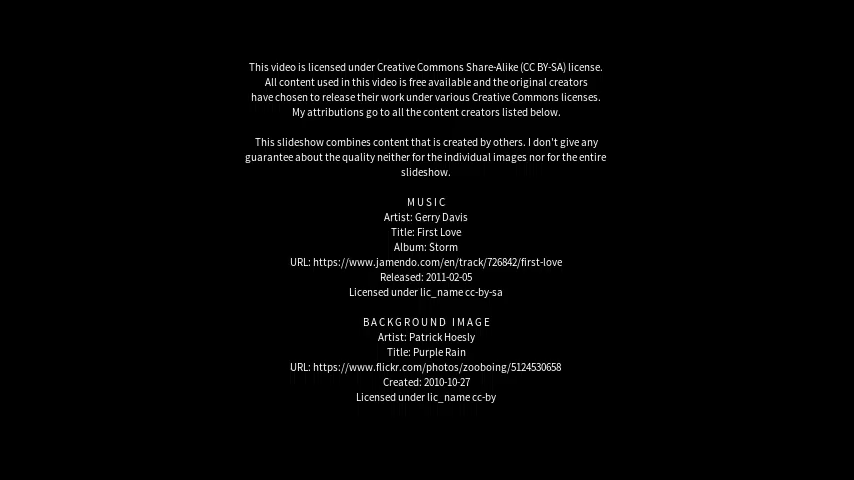 This video is licensed under Creative Commons Share-Alike (CC BY-SA) license.
All content used in this video is free available and the original creators
have chosen to release their work under various Creative Commons licenses.
My attributions go to all the content creators listed below.
This slideshow combines content that is created by others. I don't give any
guarantee about the quality neither for the individual images nor for the entire
slideshow.
MUSIC
Artist: Gerry Davis
Title: First Love
Album: Storm
URL: https://www.jamendo.com/en/track/726842/first-love
Released: 2011-02-05
Licensed under lic_name cc-by-sa
BACKGROUND IMAGE
Artist: Patrick Hoesly
Title: Purple Rain
URL: https://www.flickr.com/photos/zooboing/5124530658
Created: 2010-10-27
Licensed under lic_name cc-by